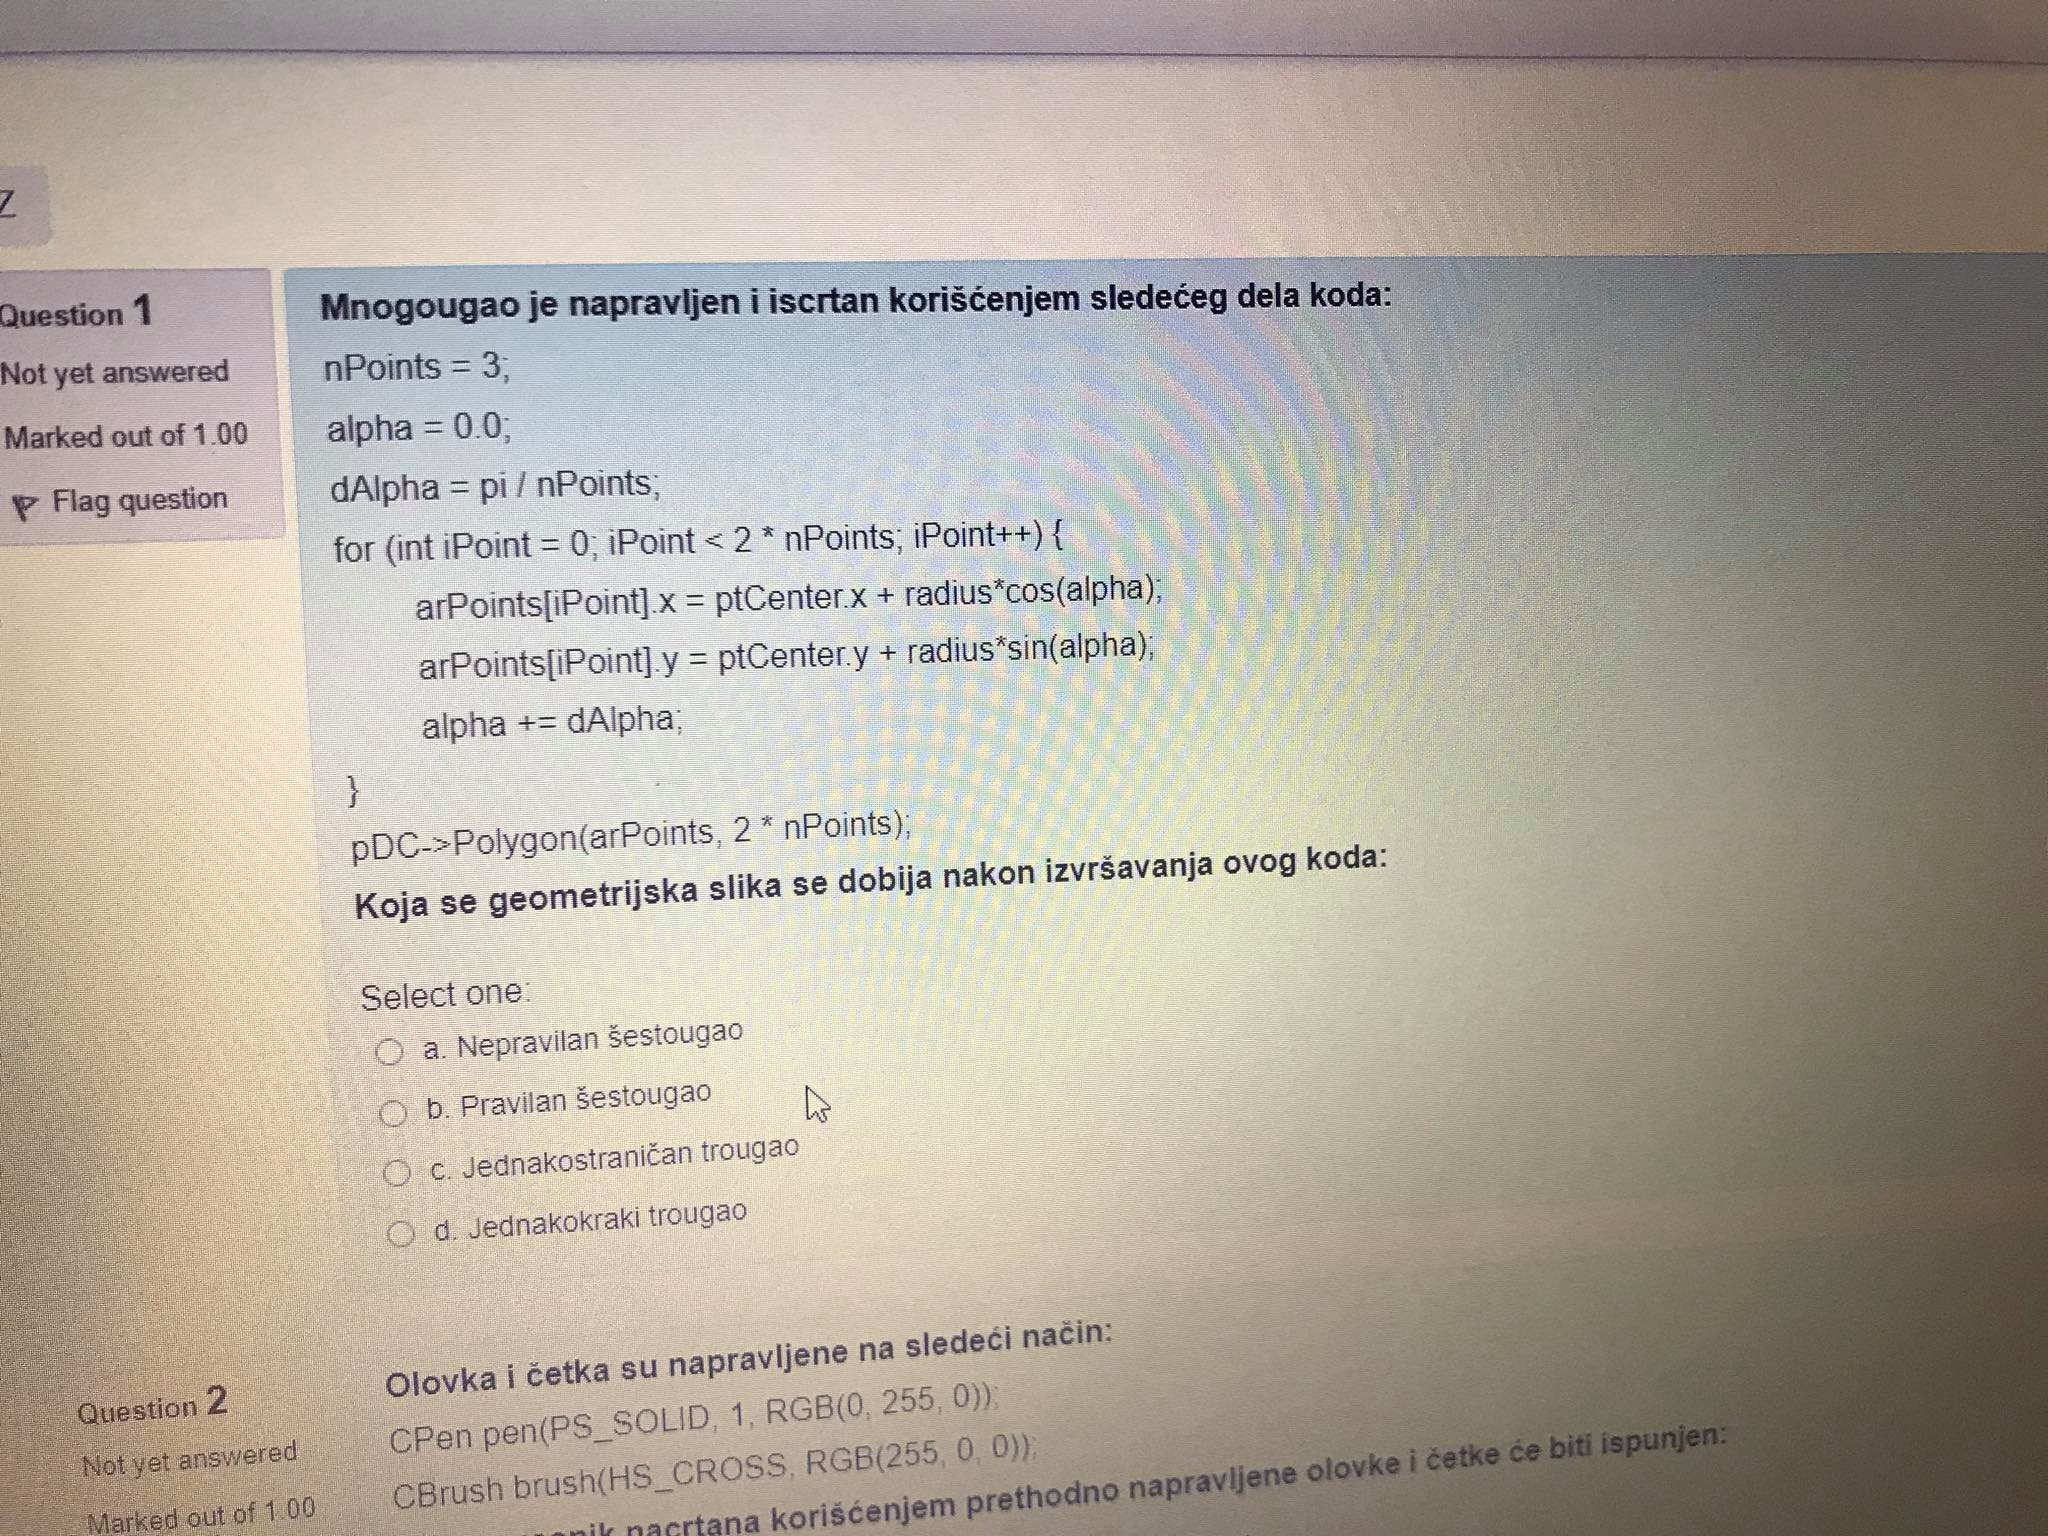 Z
Question 1
Not yet answered
Marked out of 1.00
Flag question
Mnogougao je napravljen i iscrtan korišćenjem sledećeg dela koda:
nPoints = 3;
alpha = 0.0;
dAlpha = pi / nPoints;
for (int iPoint = 0; iPoint < 2 * nPoints; iPoint++) {
arPoints[iPoint].x = ptCenter.x + radius*cos(alpha);
arPoints[iPoint].y = ptCenter.y + radius*sin(alpha);
alpha += dAlpha;
}
pDC->Polygon(arPoints, 2 * nPoints);
Koja se geometrijska slika se dobija nakon izvršavanja ovog koda:
Select one:
a. Nepravilan šestougao
b. Pravilan šestougao
c. Jednakostraničan trougao
d. Jednakokraki trougao
Question 2
Not yet answered
Marked out of 1.00
Olovka i četka su napravljene na sledeći način:
CPen pen(PS_SOLID, 1, RGB(0, 255, 0));
CBrush brush(HS_CROSS, RGB(255, 0, 0));
nacrtana korišćenjem prethodno napravljene olovke i četke će biti ispunjen: